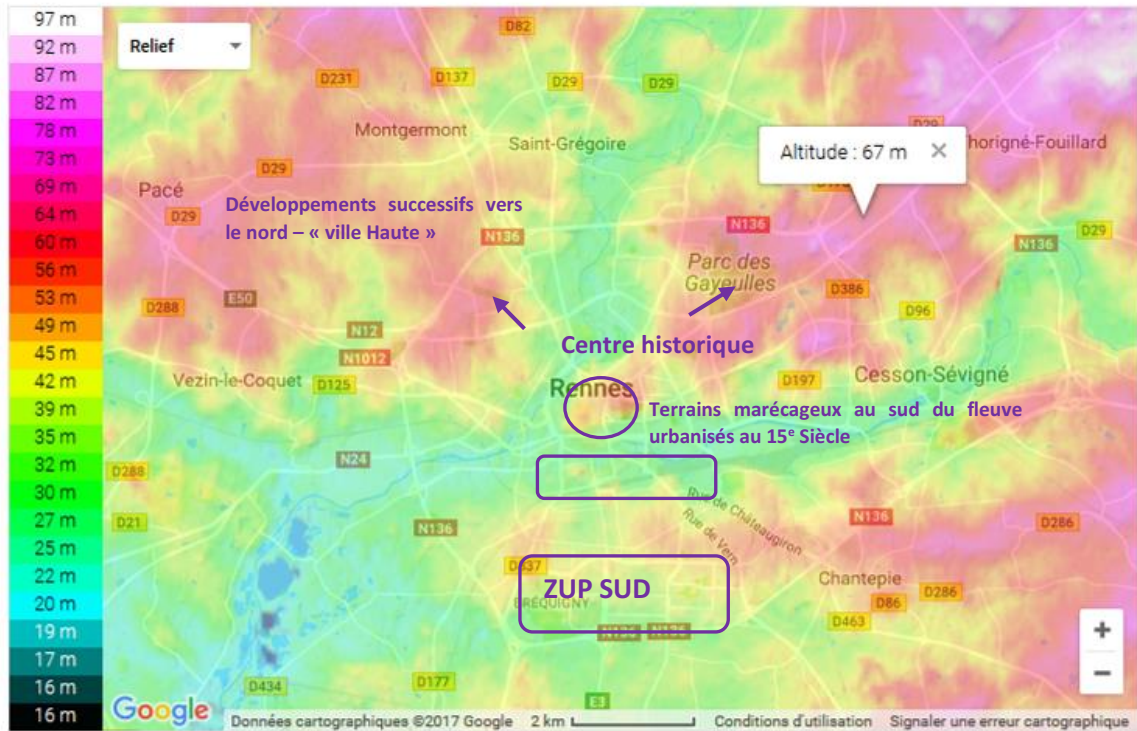 97 m
92 m
87 m
82 m
78 m
73 m
69 m
64 m
60 m
56 m
53 m
49 m
45 m
42 m
39 m
35 m
32 m
30 m
27 m
25 m
22 m
20 m
19 m
17 m
16 m
16 m
Relief
D82
D231
D137
D29
D29
Montgermont
Saint-Grégoire
D29
Altitude : 67 m ×
horigné-Fouillard
D29
Pacé
D29
Développements successifs vers
le nord – « ville Haute »
N136
N136
D29
N136
Parc des
Gayeulles
D288
E50
D386
D96
N12
N1012
Centre historique
Vezin-le-Coquet
D125
Rennes
D197
Cesson-Sévigné
Terrains marécageux au sud du fleuve
urbanisés au 15e Siècle
D288
N24
D21
N136
Rue de Châteaugiron
Rue de Vern
N136
D286
D837
ZUP SUD
BRÉQUIGNY
Chantepie
D286
D86
D463
N136
N136
+
−
D434
D177
E3
Google
Données cartographiques ©2017 Google
2 km
Conditions d'utilisation
Signaler une erreur cartographique